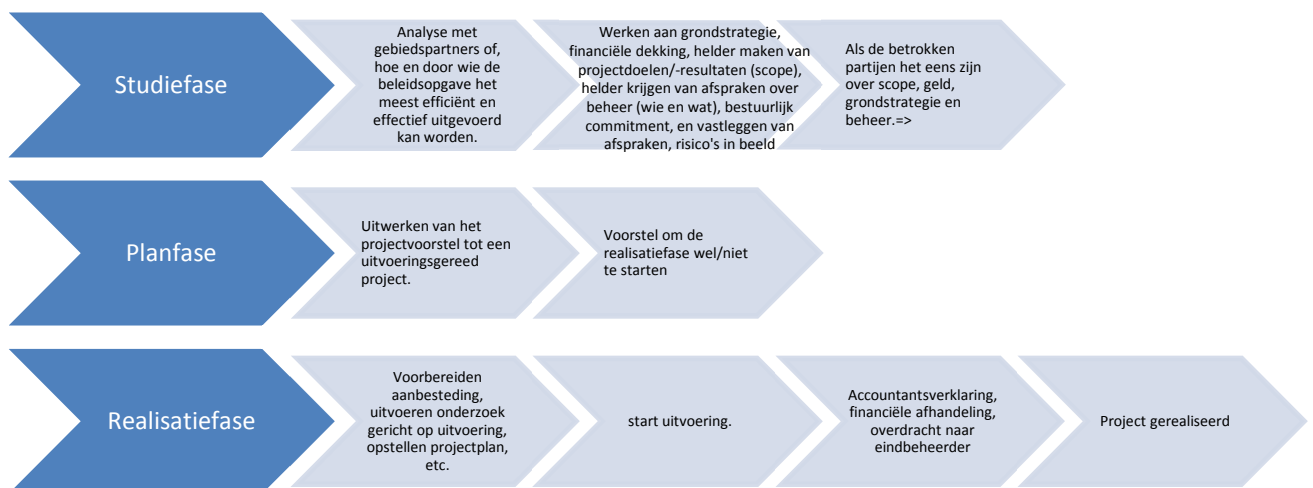 Studiefase
Analyse met
gebiedspartners of,
hoe en door wie de
beleidsopgave het
meest efficiënt en
effectief uitgevoerd
kan worden.
Werken aan grondstrategie,
financiële dekking, helder maken van
projectdoelen/-resultaten (scope),
helder krijgen van afspraken over
beheer (wie en wat), bestuurlijk
commitment, en vastleggen van
afspraken, risico's in beeld
Als de betrokken
partijen het eens zijn
over scope, geld,
grondstrategie en
beheer.=>
Planfase
Uitwerken van het
projectvoorstel tot een
uitvoeringsgereed
project.
Voorstel om de
realisatiefase wel/niet
te starten
Realisatiefase
Voorbereiden
aanbesteding,
uitvoeren onderzoek
gericht op uitvoering,
opstellen projectplan,
etc.
start uitvoering.
Accountantsverklaring,
financiële afhandeling,
overdracht naar
eindbeheerder
Project gerealiseerd